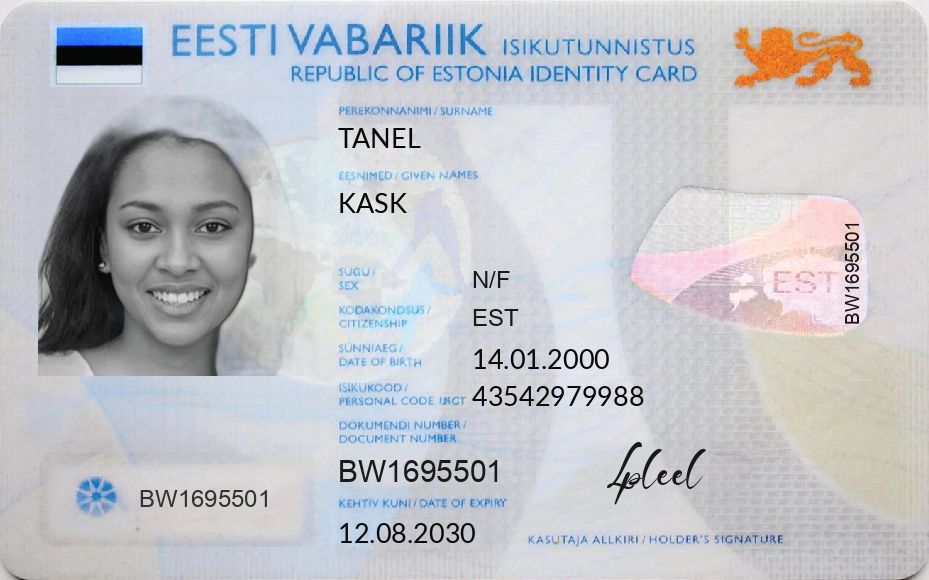 EESTI VABARIIK ISIKUTUNNISTUS
REPUBLIC OF ESTONIA IDENTITY CARD
PEREKONNANIMI / SURNAME
TANEL
EESNIMED / GIVEN NAMES
KASK
SUGU /
SEX
N/F
KODAKONDSUS /
CITIZENSHIP
EST
SÜNNIAEG /
DATE OF BIRTH
14.01.2000
ISIKUKOOD /
PERSONAL CODE
43542979988
DOKUMENDI NUMBER /
DOCUMENT NUMBER
BW1695501
KEHTIV KUNI / DATE OF EXPIRY
12.08.2030
BW1695501
EST
BW1695501
KASUTAJA ALLKIRI / HOLDER'S SIGNATURE